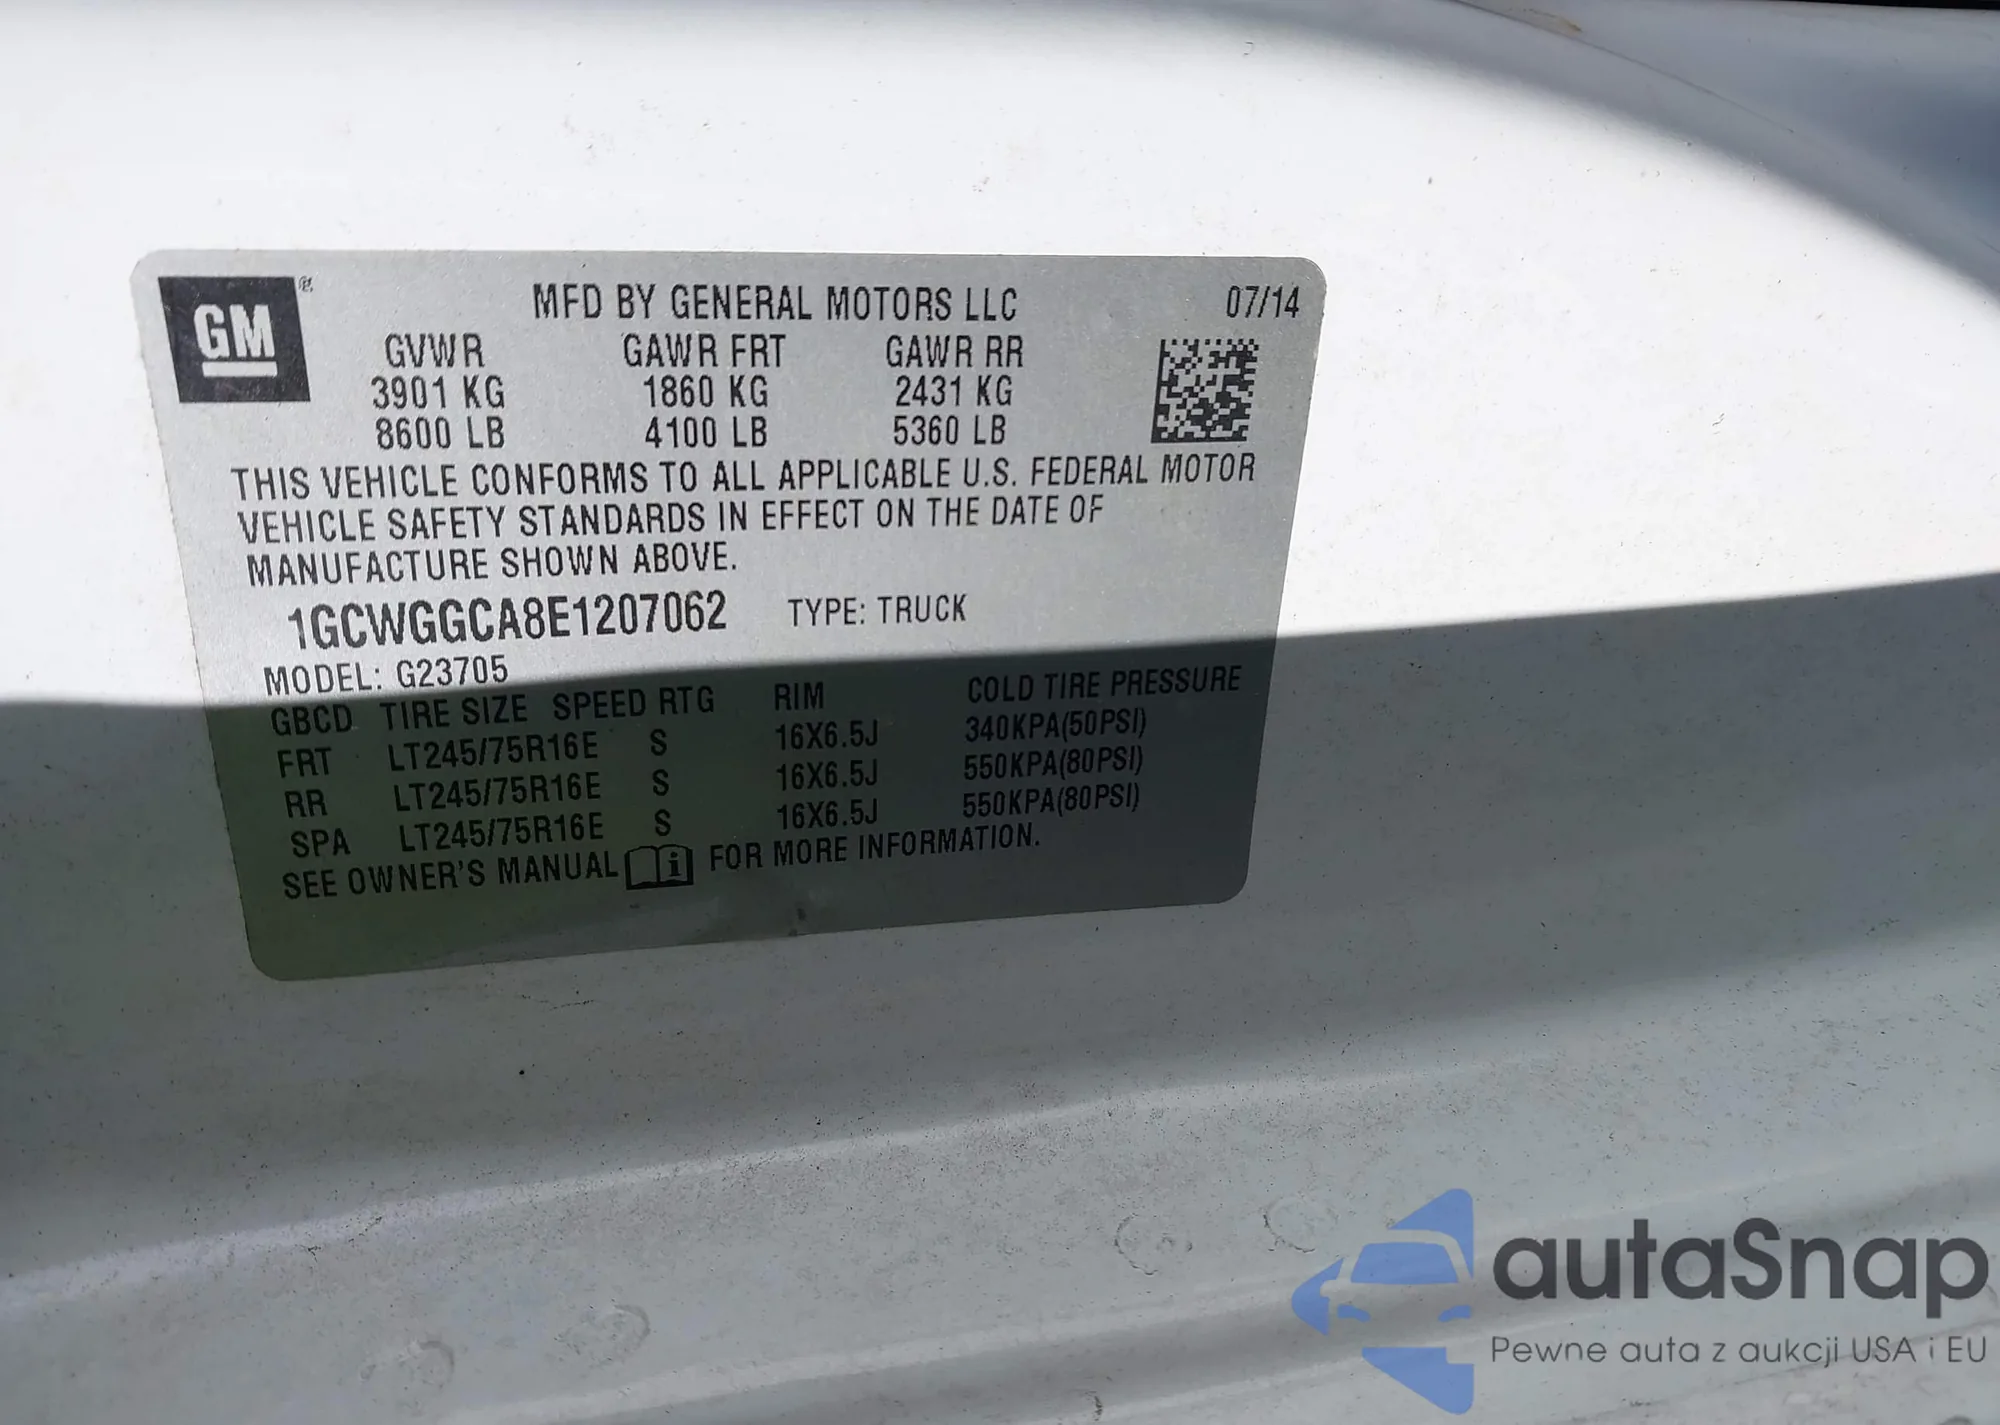 GM
MFD BY GENERAL MOTORS LLC 07/14
GVWR GAWR FRT GAWR RR
3901 KG 1860 KG 2431 KG
8600 LB 4100 LB 5360 LB
THIS VEHICLE CONFORMS TO ALL APPLICABLE U.S. FEDERAL MOTOR
VEHICLE SAFETY STANDARDS IN EFFECT ON THE DATE OF
MANUFACTURE SHOWN ABOVE.
1GCWGGCA8E1207062 TYPE: TRUCK
MODEL: G23705
GBCD TIRE SIZE SPEED RTG RIM COLD TIRE PRESSURE
FRT LT245/75R16E S 16X6.5J 340KPA(50PSI)
RR LT245/75R16E S 16X6.5J 550KPA(80PSI)
SPA LT245/75R16E S 16X6.5J 550KPA(80PSI)
SEE OWNER'S MANUAL FOR MORE INFORMATION.
autaSnap
Pewne auta z aukcji USA i EU